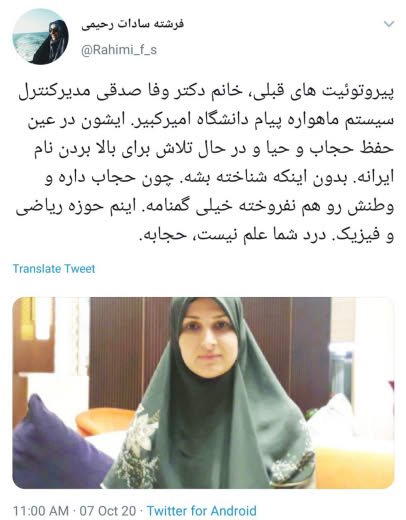 فرشته سادات رحیمی
@Rahimi_f_s
پیروتوئیت های قبلی، خانم دکتر وفا صدقی مدیرکنترل
سیستم ماهواره پیام دانشگاه امیرکبیر. ایشون در عین
حفظ حجاب و حیا و در حال تلاش برای بالا بردن نام
ایرانه. بدون اینکه شناخته بشه. چون حجاب داره و
وطنش رو هم نفروخته خیلی گمنامه. اینم حوزه ریاضی
و فیزیک. درد شما علم نیست، حجابه.
Translate Tweet
11:00 AM · 07 Oct 20 · Twitter for Android